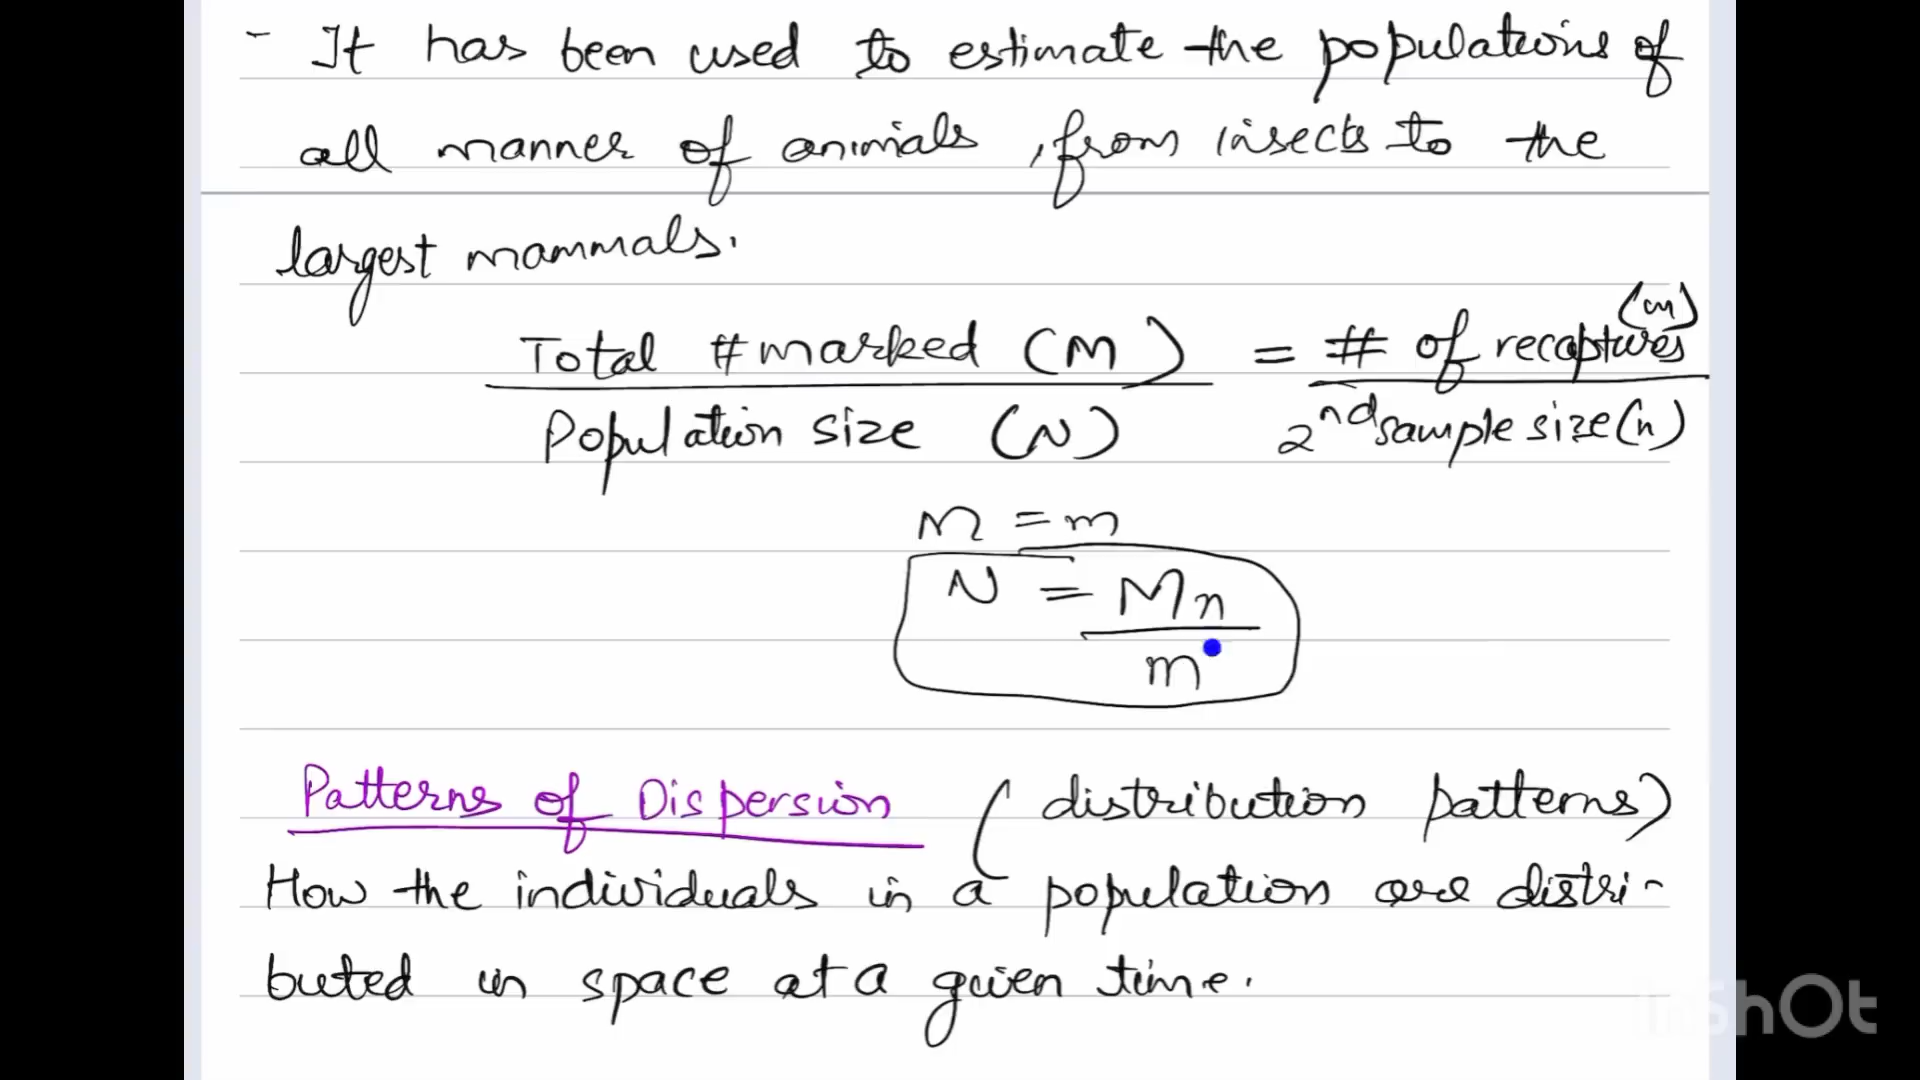 - It has been used to estimate the populations of
all manner of animals, from insects to the
largest mammals.
Total # marked (M) = # of recaptures (m)
Population size (N) 2nd sample size (n)
M = m
N = Mn
m
Patterns of Dispersion (distribution patterns)
How the individuals in a population are distri-
buted in space at a given time.
InShOt